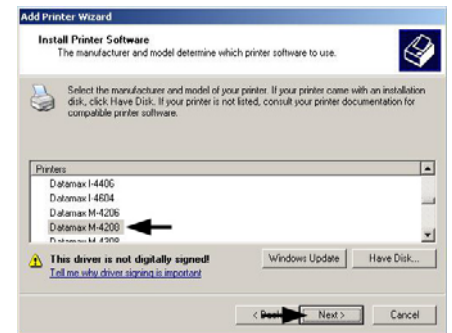 Add Printer Wizard
Install Printer Software
The manufacturer and model determine which printer software to use.
Select the manufacturer and model of your printer. If your printer came with an installation
disk, click Have Disk. If your printer is not listed, consult your printer documentation for
compatible printer software.
Printers
Datamax I-4406
Datamax I-4604
Datamax M-4206
Datamax M-4208
Datamax M-4308
This driver is not digitally signed!
Windows Update
Have Disk...
Tell me why driver signing is important
Next >
Cancel